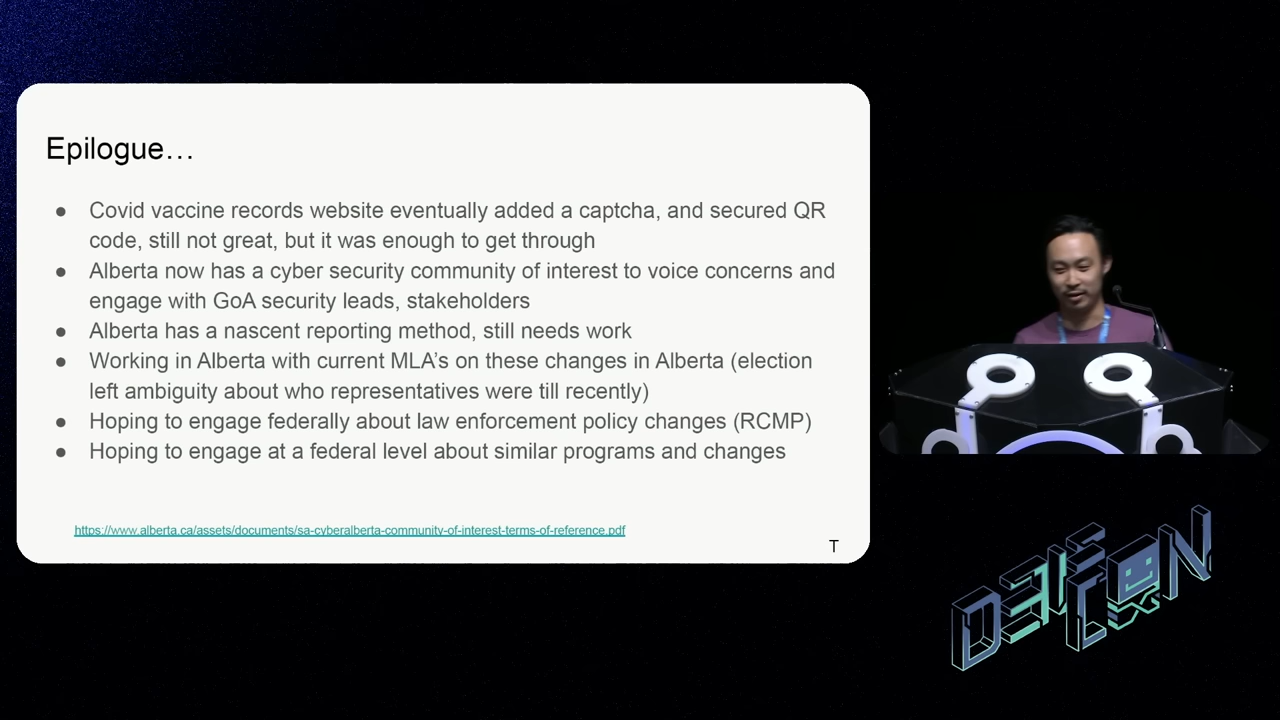 Epilogue…
● Covid vaccine records website eventually added a captcha, and secured QR
code, still not great, but it was enough to get through
● Alberta now has a cyber security community of interest to voice concerns and
engage with GoA security leads, stakeholders
● Alberta has a nascent reporting method, still needs work
● Working in Alberta with current MLA’s on these changes in Alberta (election
left ambiguity about who representatives were till recently)
● Hoping to engage federally about law enforcement policy changes (RCMP)
● Hoping to engage at a federal level about similar programs and changes
https://www.alberta.ca/assets/documents/sa-cyberalberta-community-of-interest-terms-of-reference.pdf
T
DEF
CON